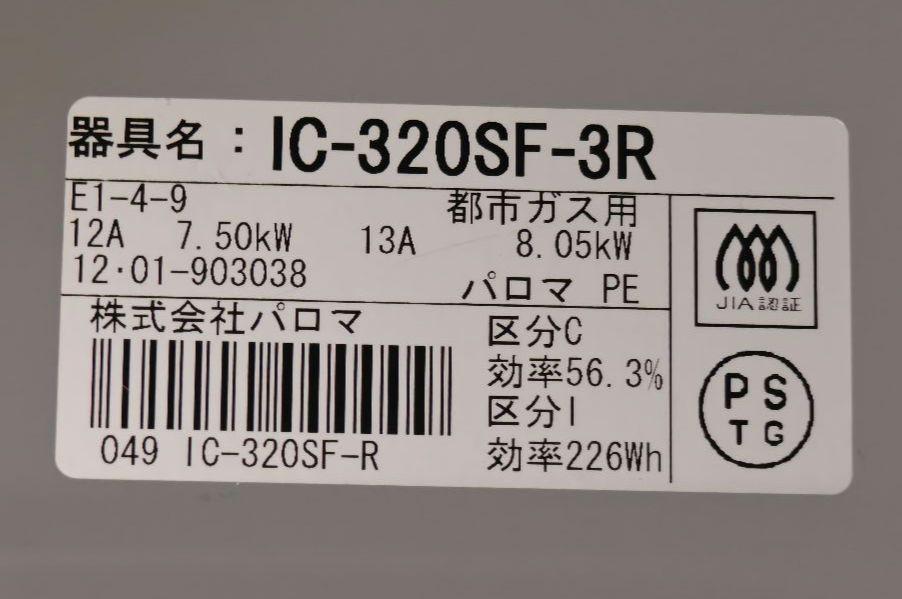 器具名：IC-320SF-3R
E1-4-9 都市ガス用
12A 7.50kW 13A 8.05kW
12·01-903038 パロマ PE
株式会社パロマ
区分C
効率56.3%
区分I
効率226Wh
049 IC-320SF-R
JIA認証
PS
TG